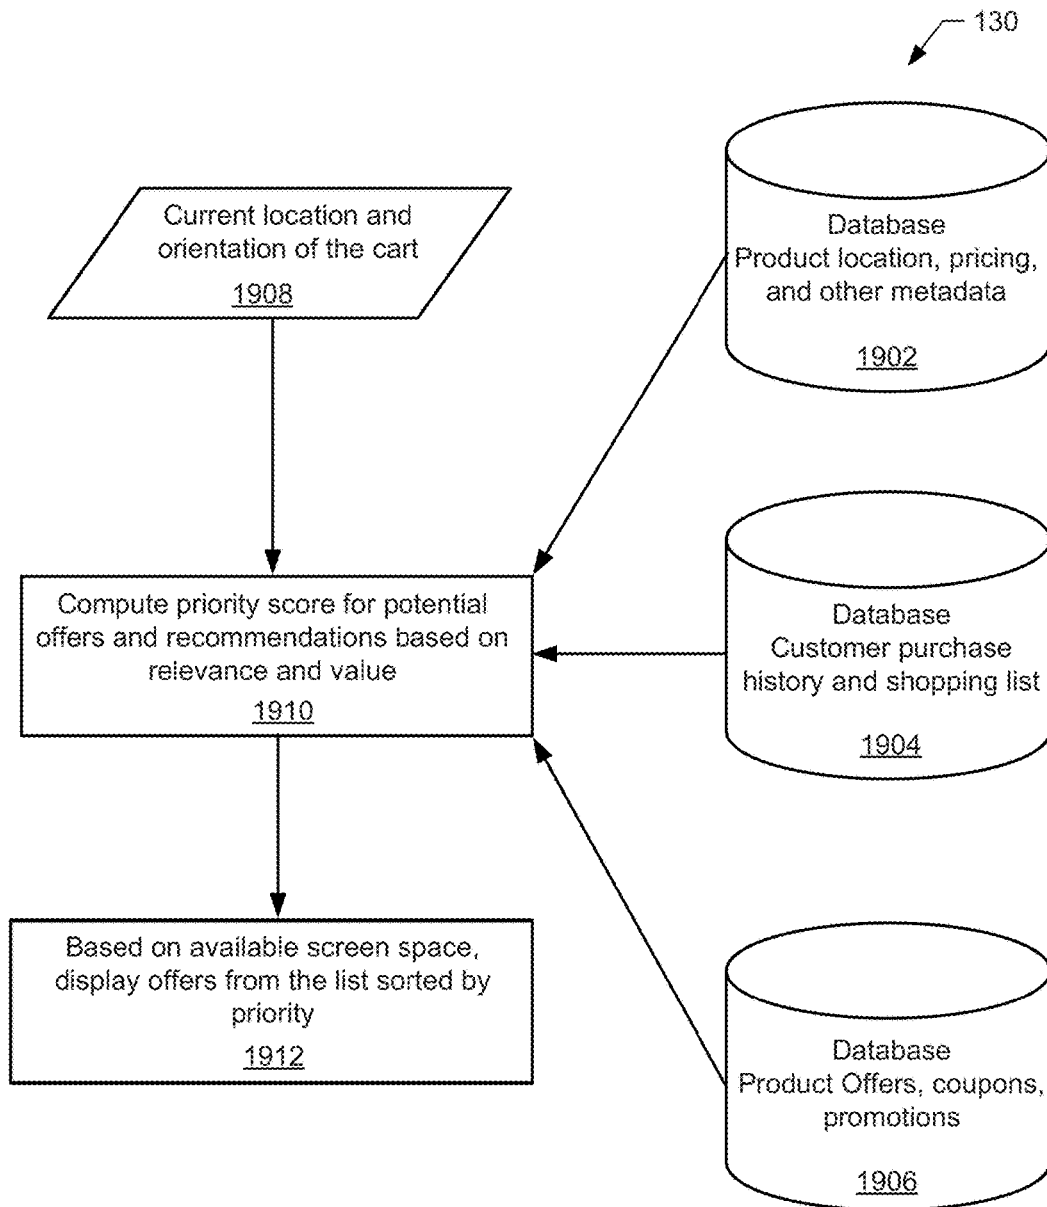 130
Current location and
orientation of the cart
1908
Database
Product location, pricing,
and other metadata
1902
Compute priority score for potential
offers and recommendations based on
relevance and value
1910
Database
Customer purchase
history and shopping list
1904
Based on available screen space,
display offers from the list sorted by
priority
1912
Database
Product Offers, coupons,
promotions
1906